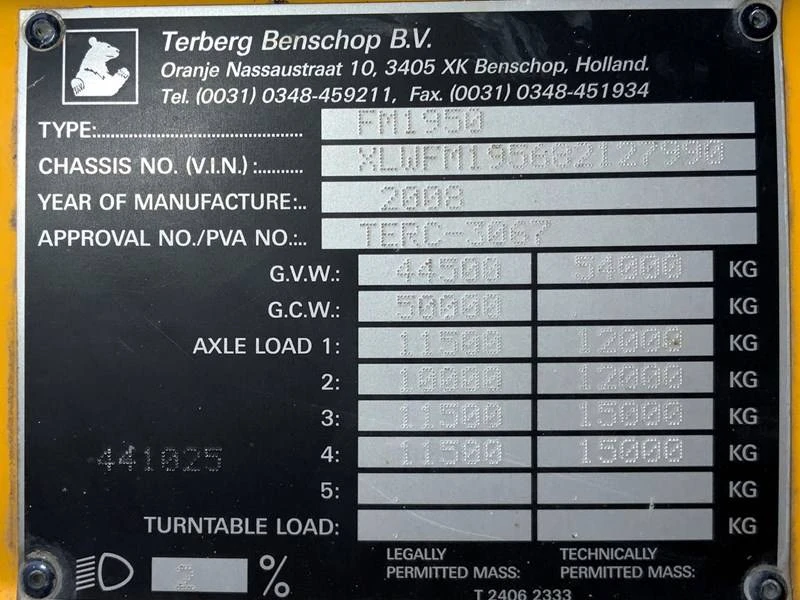 Terberg Benschop B.V.
Oranje Nassaustraat 10, 3405 XK Benschop, Holland.
Tel. (0031) 0348-459211, Fax. (0031) 0348-451934
TYPE:................................... FM1950
CHASSIS NO. (V.I.N.) :.......... XLWFM195682127990
YEAR OF MANUFACTURE:.. 2008
APPROVAL NO./PVA NO.:.. TERC-3067
G.V.W.: 44500 54000 KG
G.C.W.: 50000 KG
AXLE LOAD 1: 11500 12000 KG
2: 10000 12000 KG
3: 11500 15000 KG
441025 4: 11500 15000 KG
5: KG
TURNTABLE LOAD: KG
2 %
LEGALLY PERMITTED MASS: TECHNICALLY PERMITTED MASS:
T 2406 2333